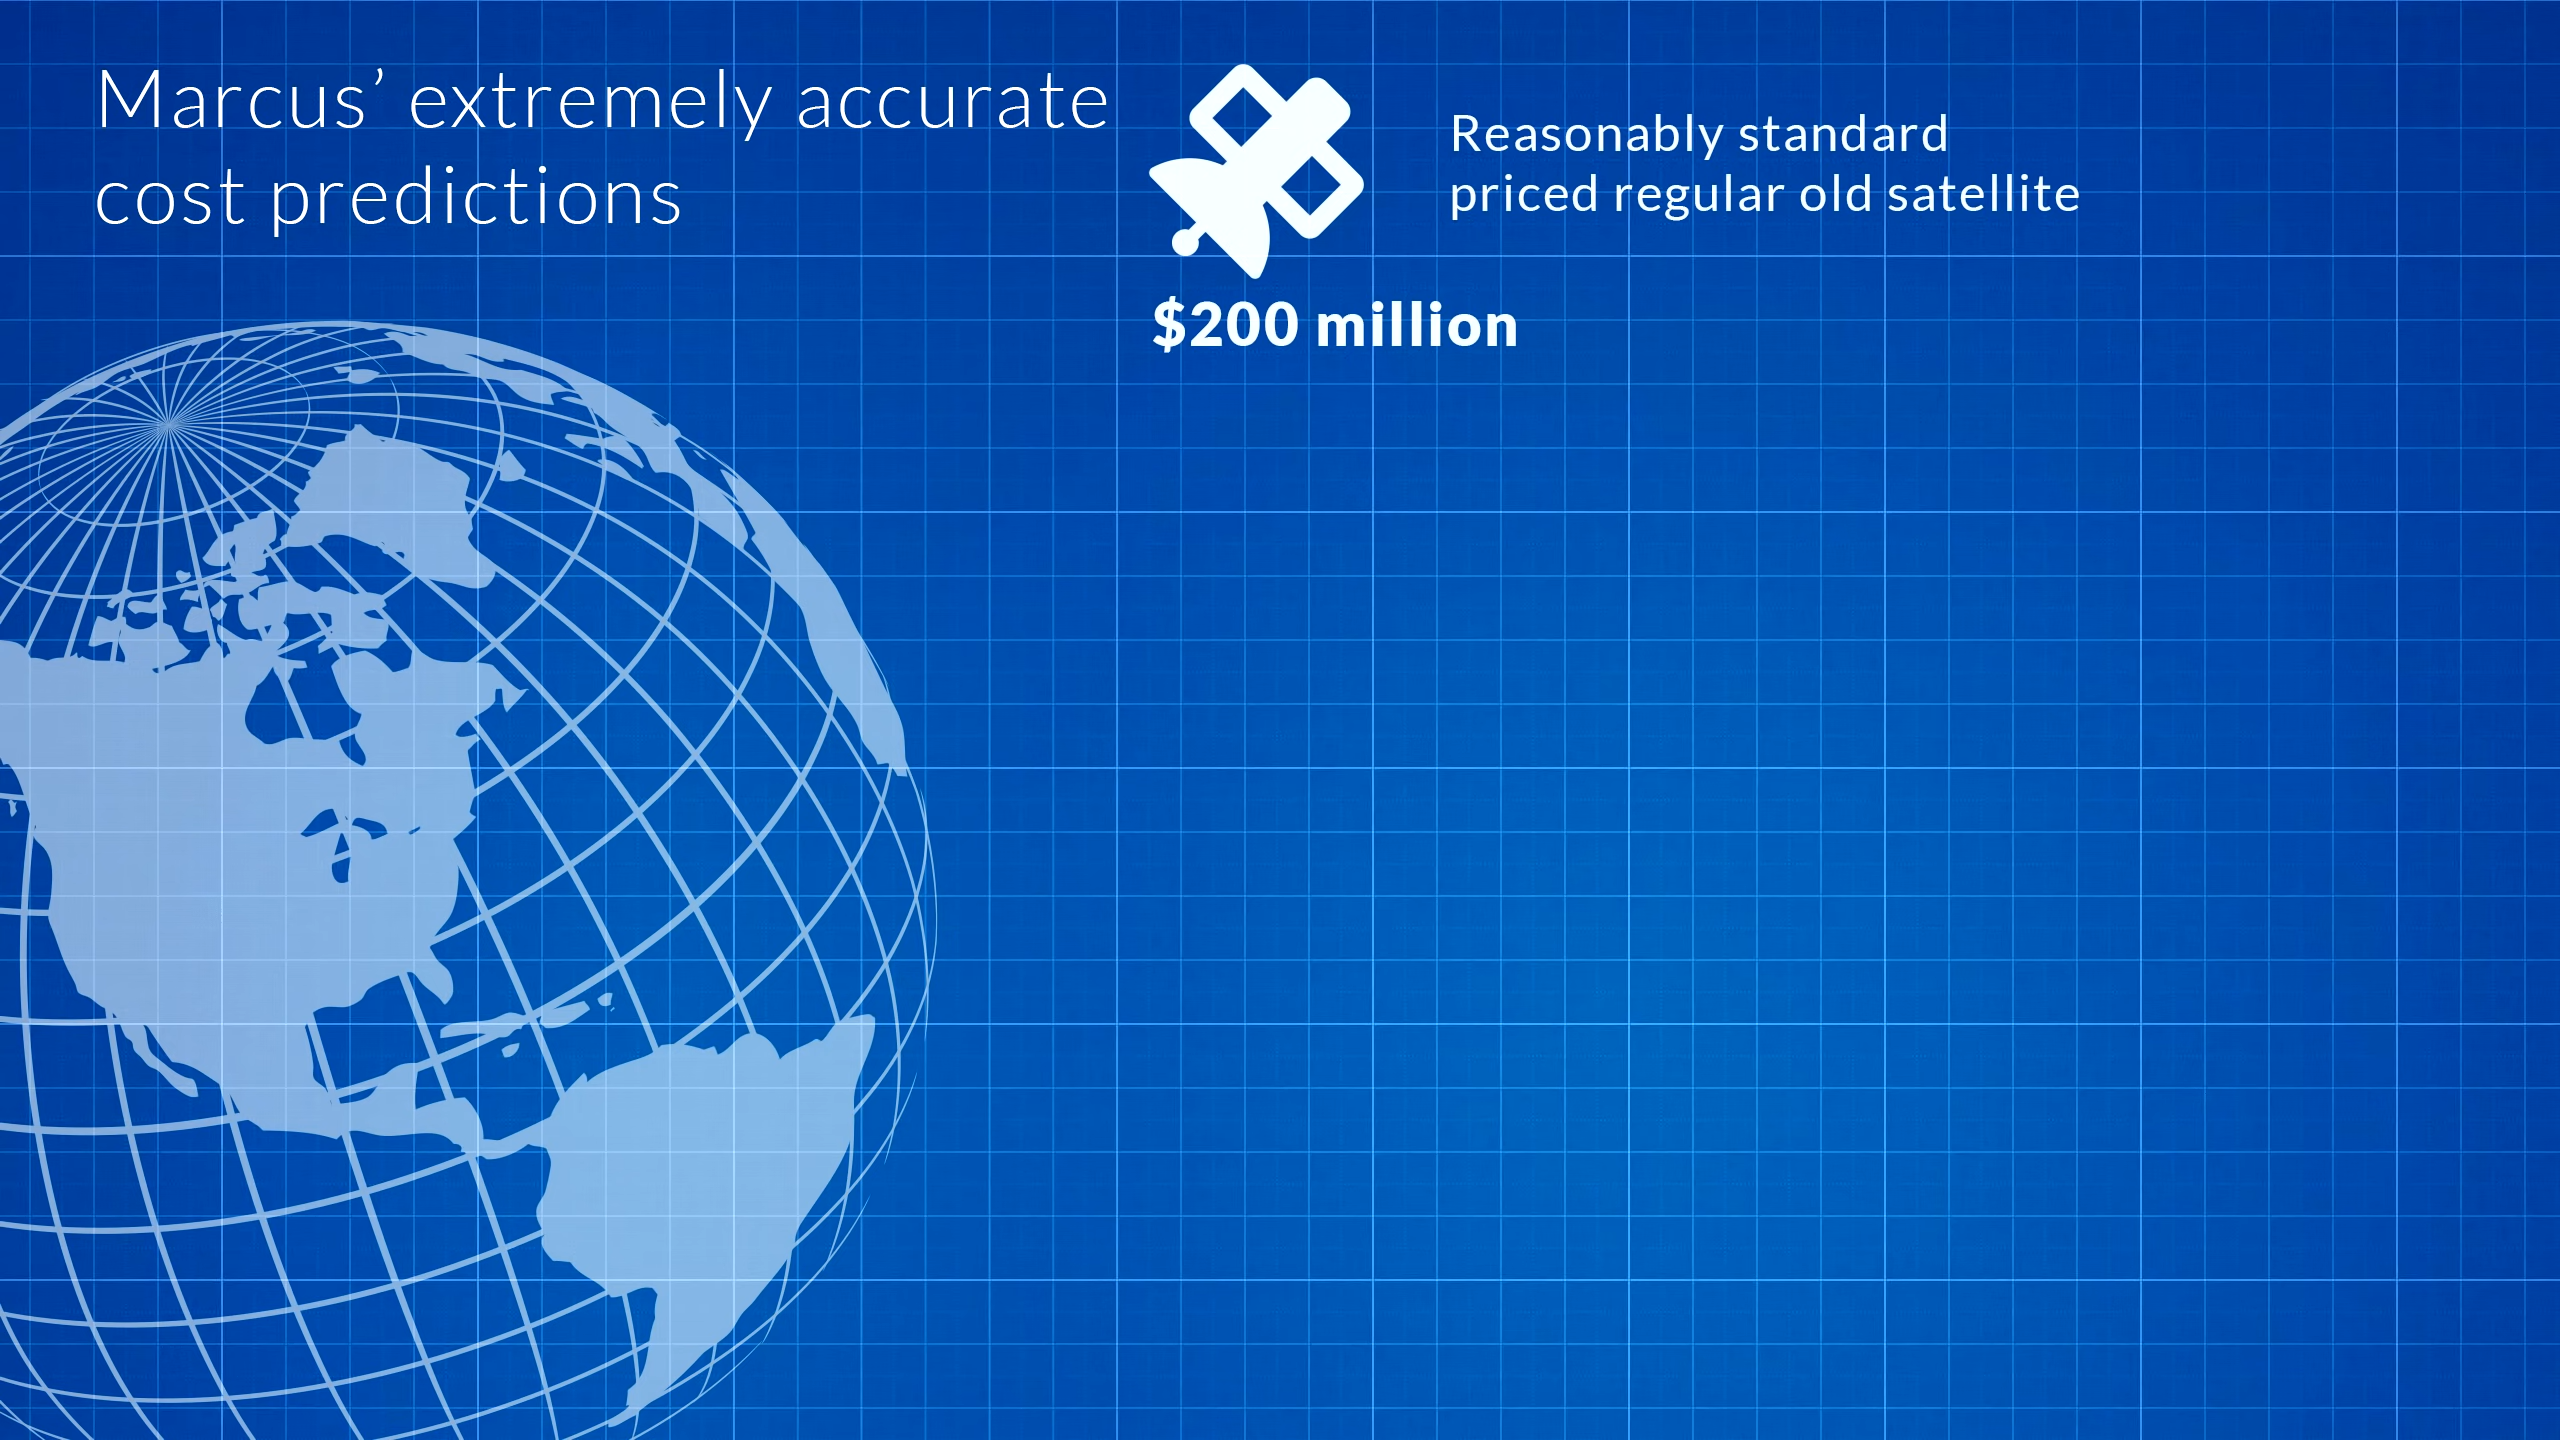 Marcus’ extremely accurate
cost predictions
Reasonably standard
priced regular old satellite
$200 million